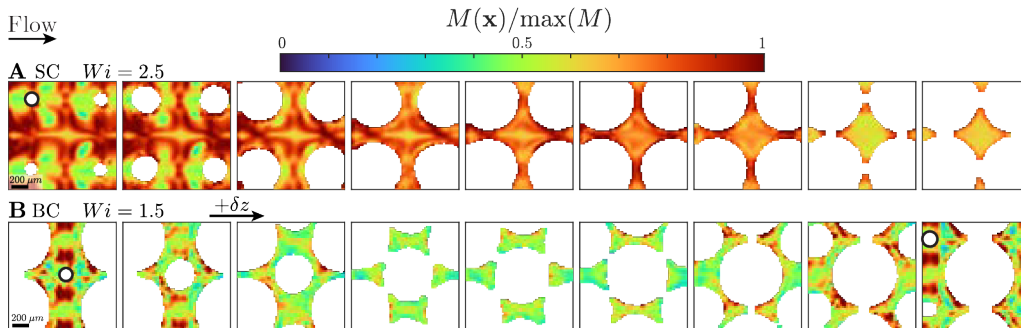 Flow
M(x)/max(M)
0 0.5 1
A SC Wi = 2.5
200 μm
B BC Wi = 1.5 +δz
200 μm